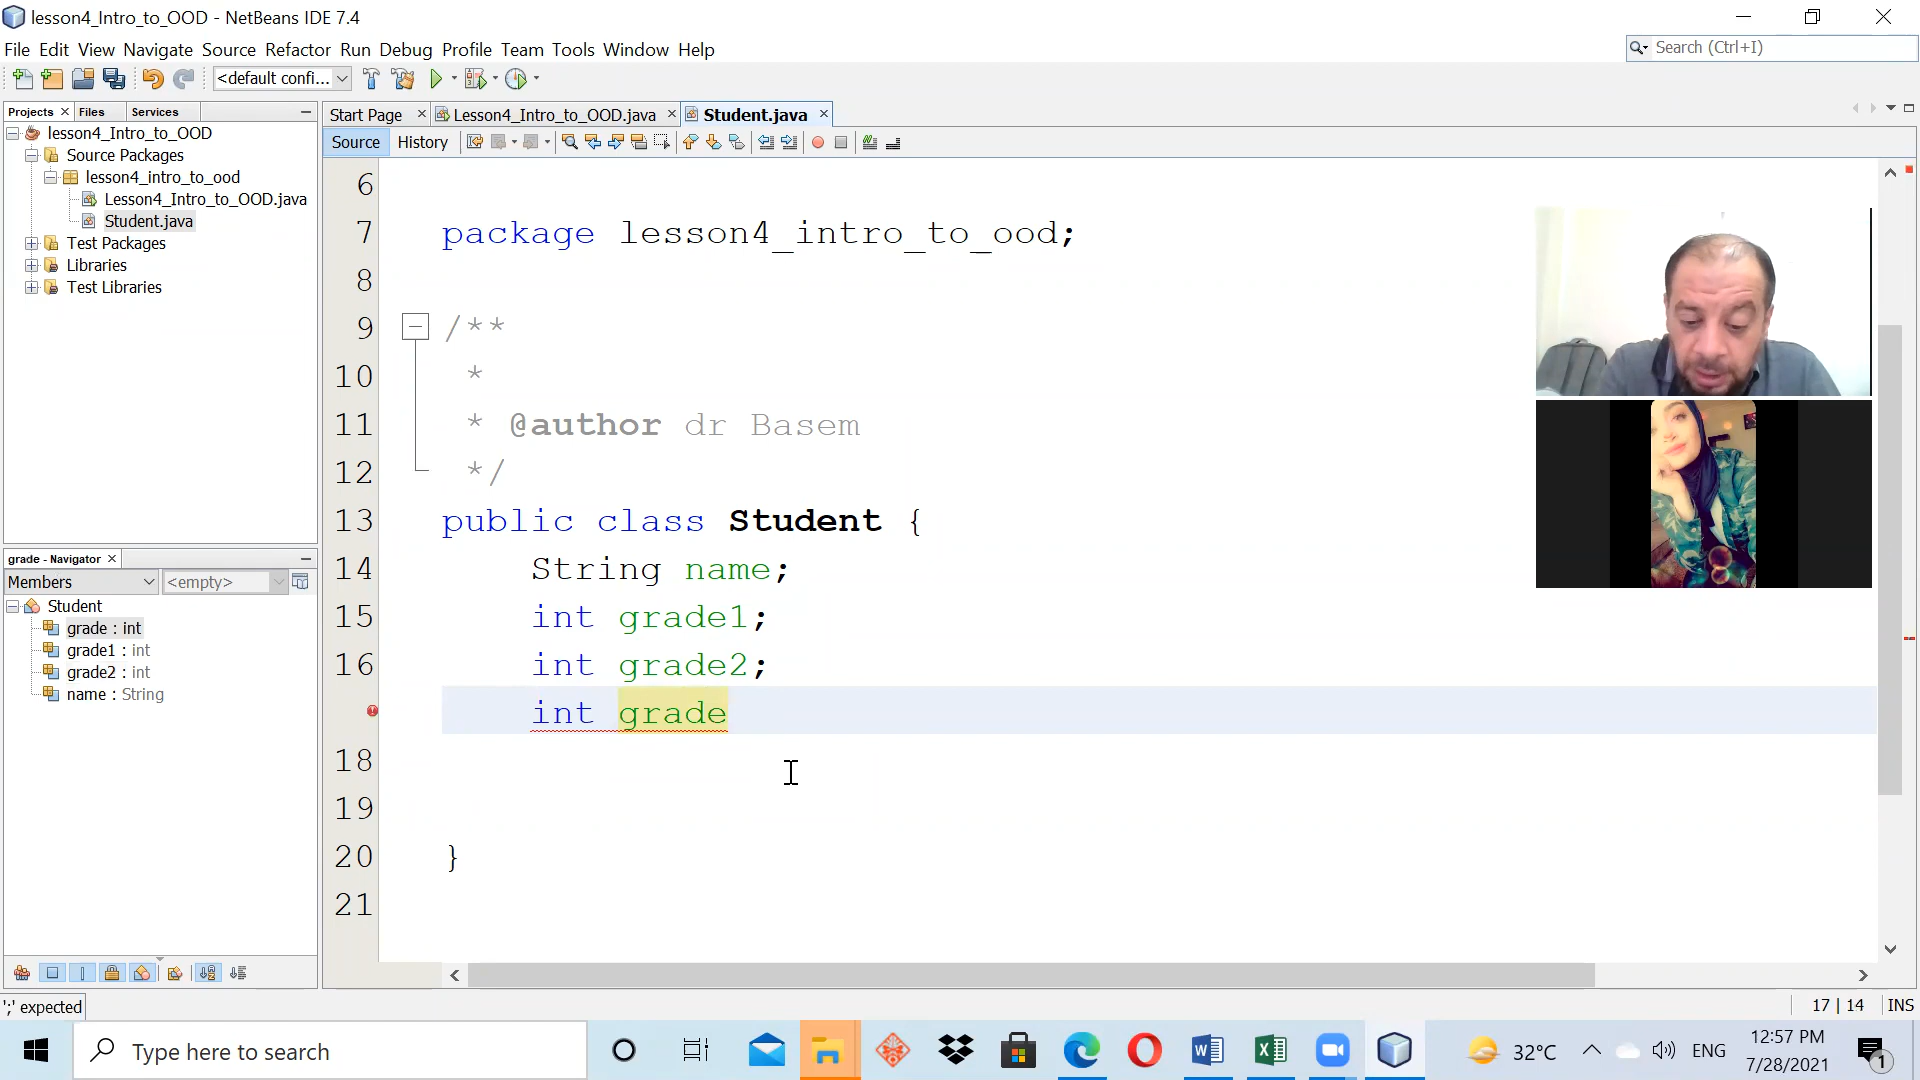 lesson4_Intro_to_OOD - NetBeans IDE 7.4
File Edit View Navigate Source Refactor Run Debug Profile Team Tools Window Help
Search (Ctrl+I)
<default confi...
Projects Files Services
lesson4_Intro_to_OOD
Source Packages
lesson4_intro_to_ood
Lesson4_Intro_to_OOD.java
Student.java
Test Packages
Libraries
Test Libraries
grade - Navigator
Members <empty>
Student
grade : int
grade1 : int
grade2 : int
name : String
Start Page Lesson4_Intro_to_OOD.java Student.java
Source History
6
7 package lesson4_intro_to_ood;
8
9 /**
10 *
11 * @author dr Basem
12 */
13 public class Student {
14 String name;
15 int grade1;
16 int grade2;
int grade
18
19
20 }
21
';' expected
17 | 14 INS
Type here to search
32°C ENG
12:57 PM
7/28/2021
1